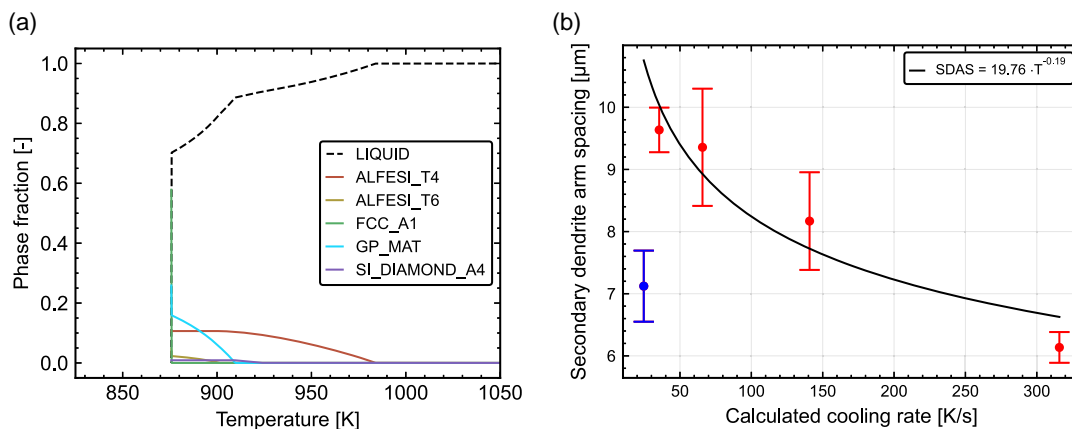 (a)
Phase fraction [-]
1.0
0.8
0.6
0.4
0.2
0.0
LIQUID
ALFESI_T4
ALFESI_T6
FCC_A1
GP_MAT
SI_DIAMOND_A4
850
900
950
1000
1050
Temperature [K]
(b)
Secondary dendrite arm spacing [μm]
10
9
8
7
6
SDAS = 19.76 ·T^-0.19
50
100
150
200
250
300
Calculated cooling rate [K/s]